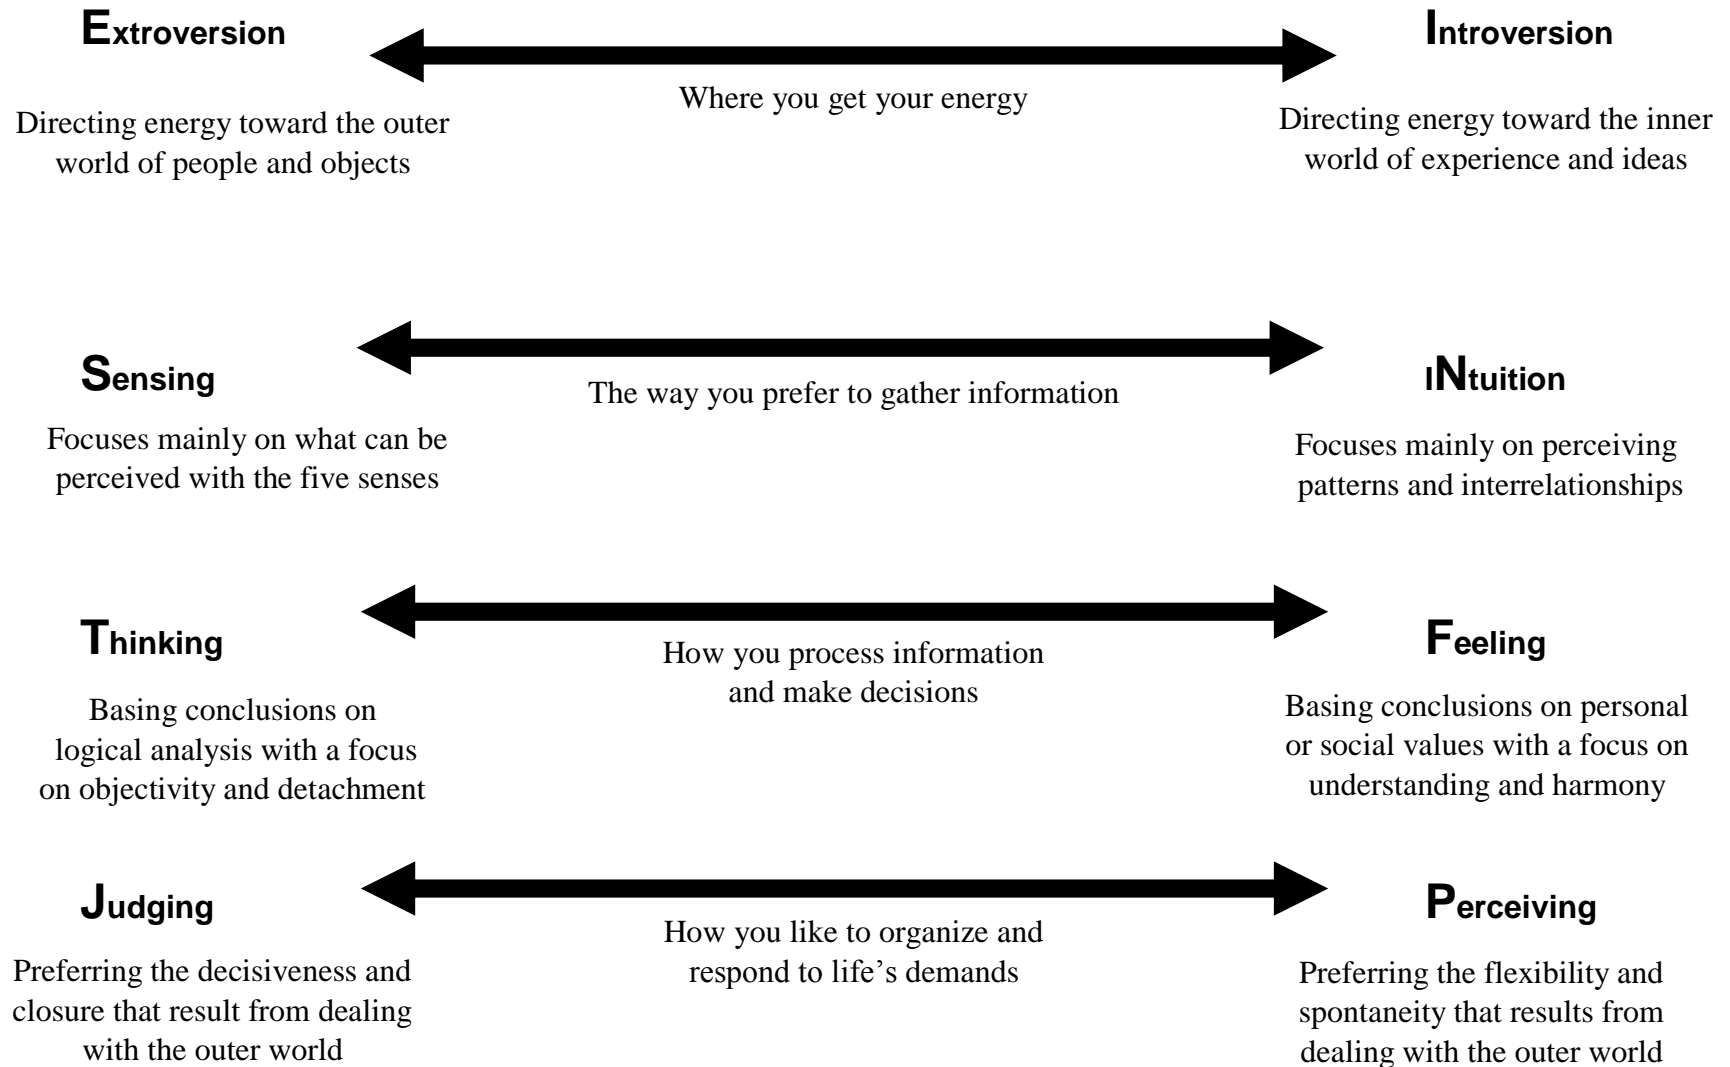 Extroversion
Where you get your energy
Introversion
Directing energy toward the outer
world of people and objects
Directing energy toward the inner
world of experience and ideas
Sensing
The way you prefer to gather information
INtuition
Focuses mainly on what can be
perceived with the five senses
Focuses mainly on perceiving
patterns and interrelationships
Thinking
How you process information
and make decisions
Feeling
Basing conclusions on
logical analysis with a focus
on objectivity and detachment
Basing conclusions on personal
or social values with a focus on
understanding and harmony
Judging
How you like to organize and
respond to life’s demands
Perceiving
Preferring the decisiveness and
closure that result from dealing
with the outer world
Preferring the flexibility and
spontaneity that results from
dealing with the outer world